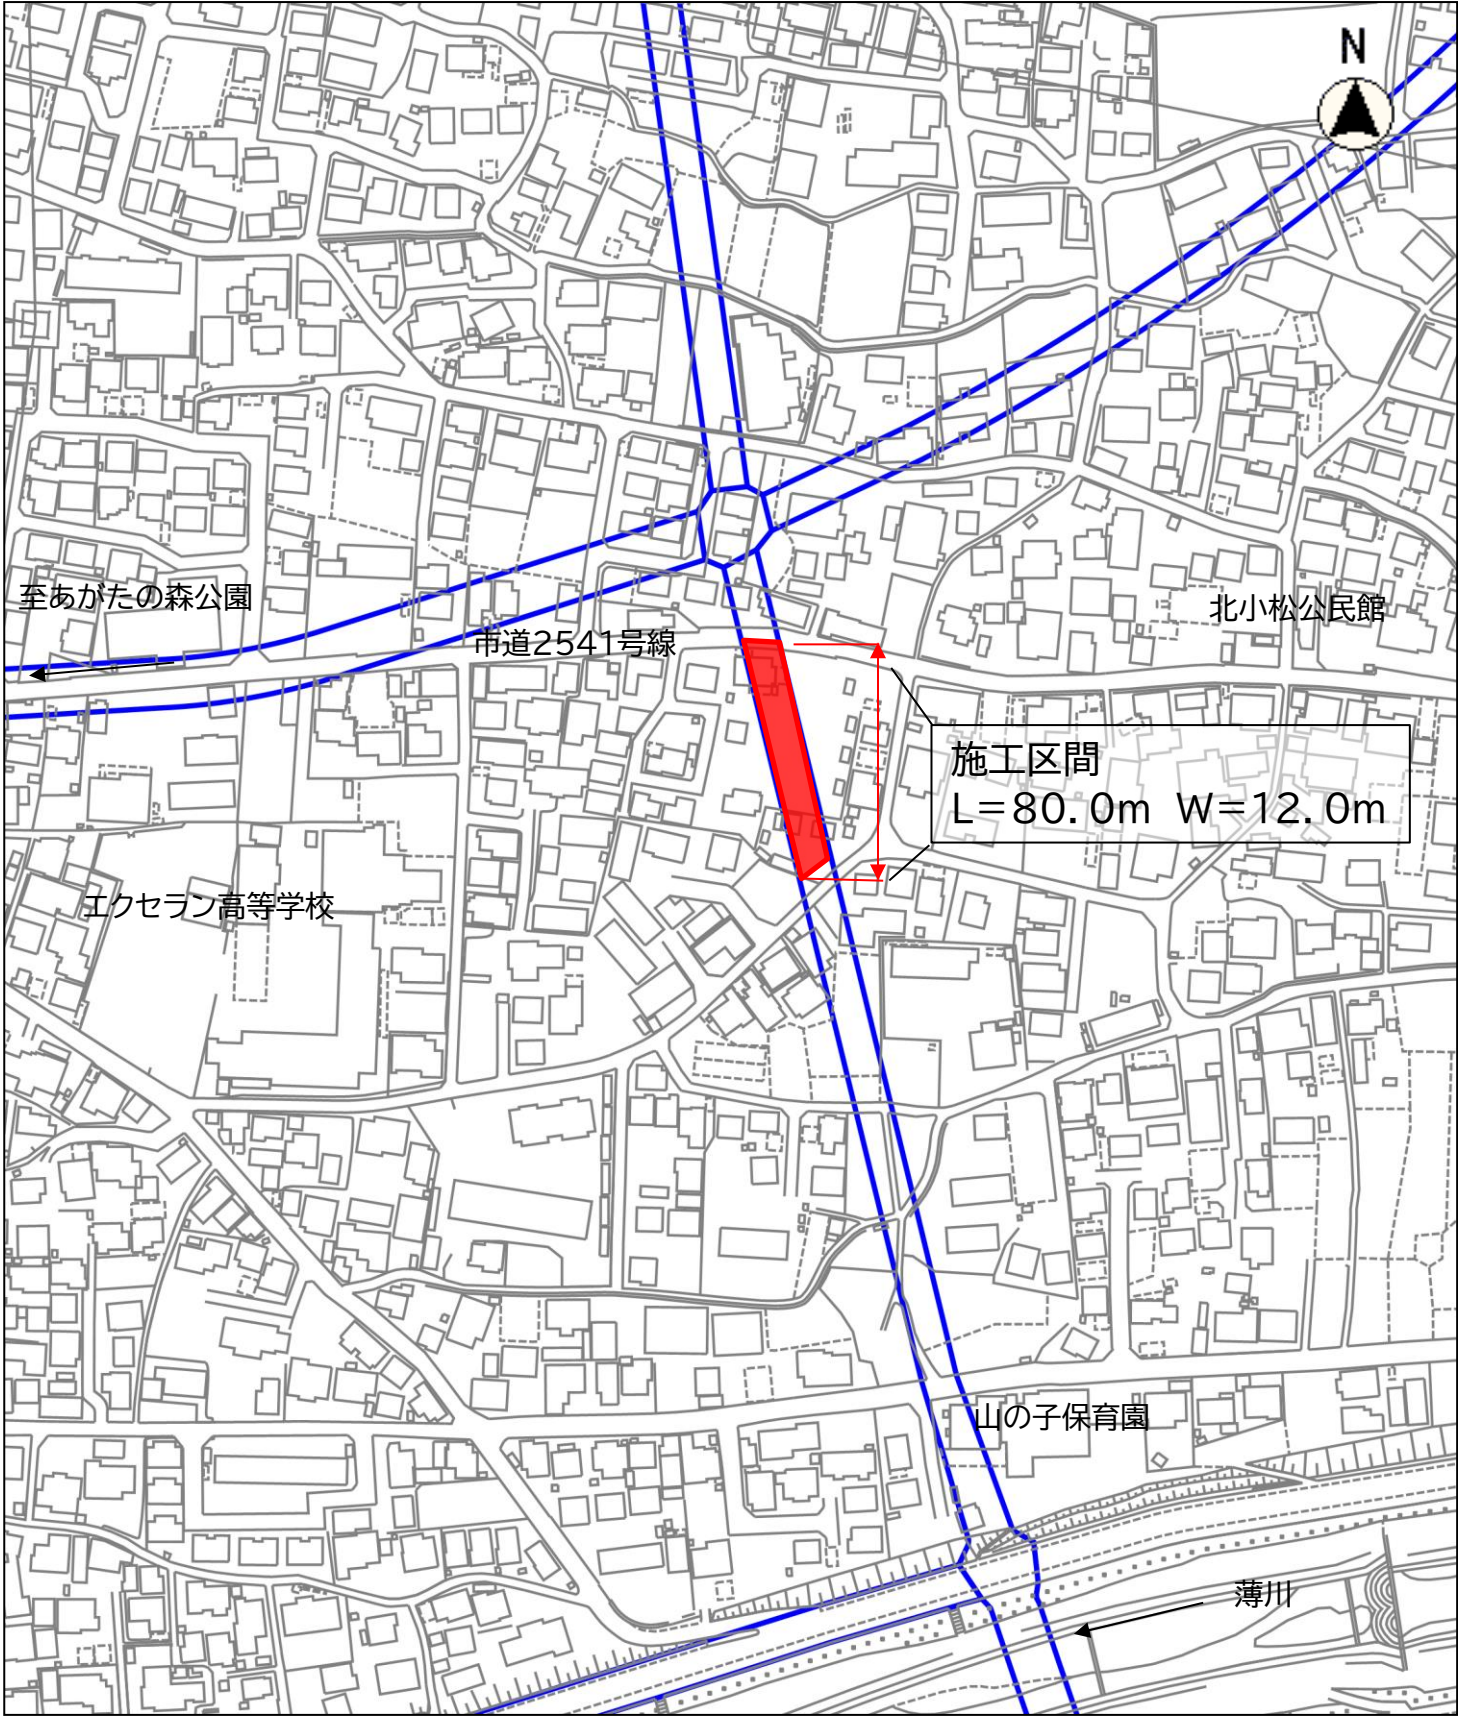 N
至あがたの森公園
市道2541号線
北小松公民館
施工区間
L=80.0m W=12.0m
エクセラン高等学校
山の子保育園
薄川